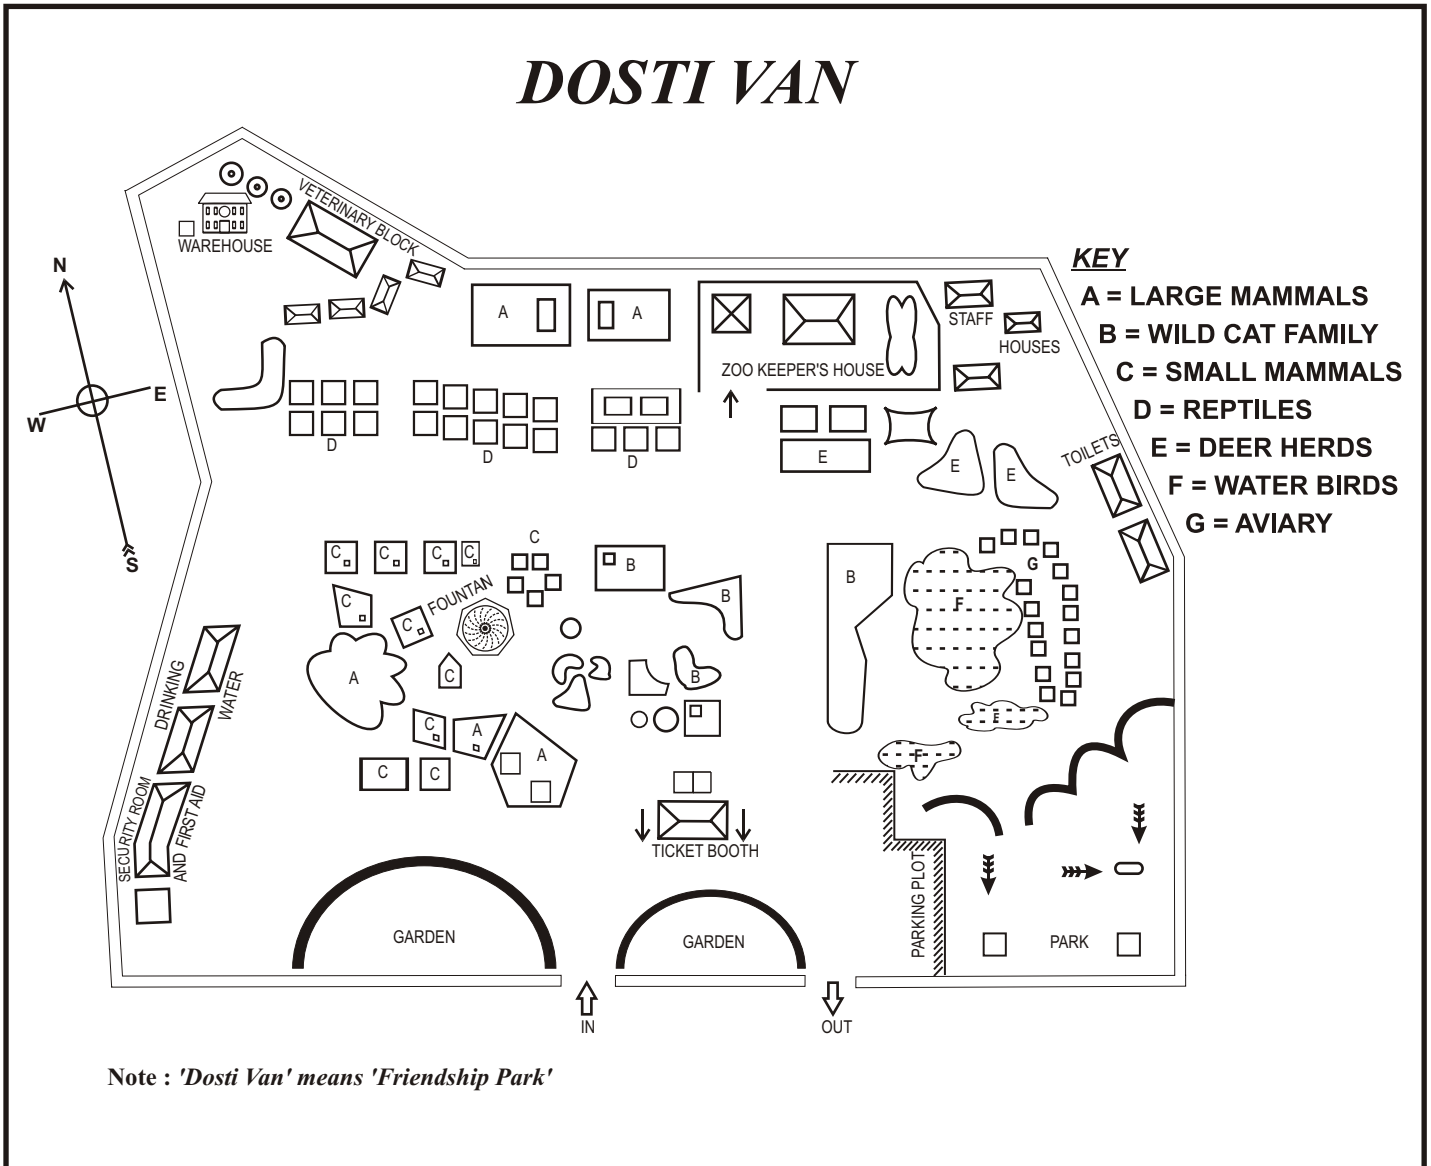 DOSTI VAN
VETERINARY BLOCK
WAREHOUSE
N
E
W
S
KEY
A = LARGE MAMMALS
B = WILD CAT FAMILY
C = SMALL MAMMALS
D = REPTILES
E = DEER HERDS
F = WATER BIRDS
G = AVIARY
A
A
STAFF
HOUSES
ZOO KEEPER'S HOUSE
D
D
D
E
E
E
TOILETS
C
C
C
C
C
B
B
B
G
F
C
C
FOUNTAN
A
C
B
C
A
A
C
C
F
F
DRINKING
WATER
SECURITY ROOM
AND FIRST AID
TICKET BOOTH
GARDEN
GARDEN
PARKING PLOT
PARK
IN
OUT
Note : 'Dosti Van' means 'Friendship Park'